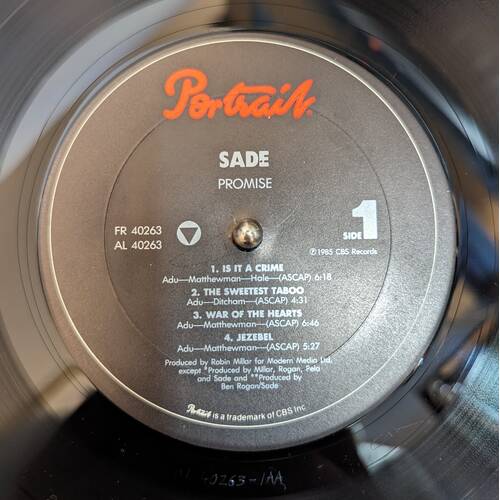 Portrait
SADE
PROMISE
FR 40263
AL 40263
SIDE 1
℗1985 CBS Records
1. IS IT A CRIME
Adu—Matthewman—Hale—(ASCAP) 6:18
2. THE SWEETEST TABOO
Adu—Ditcham—(ASCAP) 4:31
3. WAR OF THE HEARTS
Adu—Matthewman—(ASCAP) 6:46
4. JEZEBEL
Adu—Matthewman—(ASCAP) 5:27
Produced by Robin Millar for Modern Media Ltd.
except *Produced by Millar, Rogan, Pela
and Sade and **Produced by
Ben Rogan/Sade
Portrait is a trademark of CBS Inc
40263-1AA